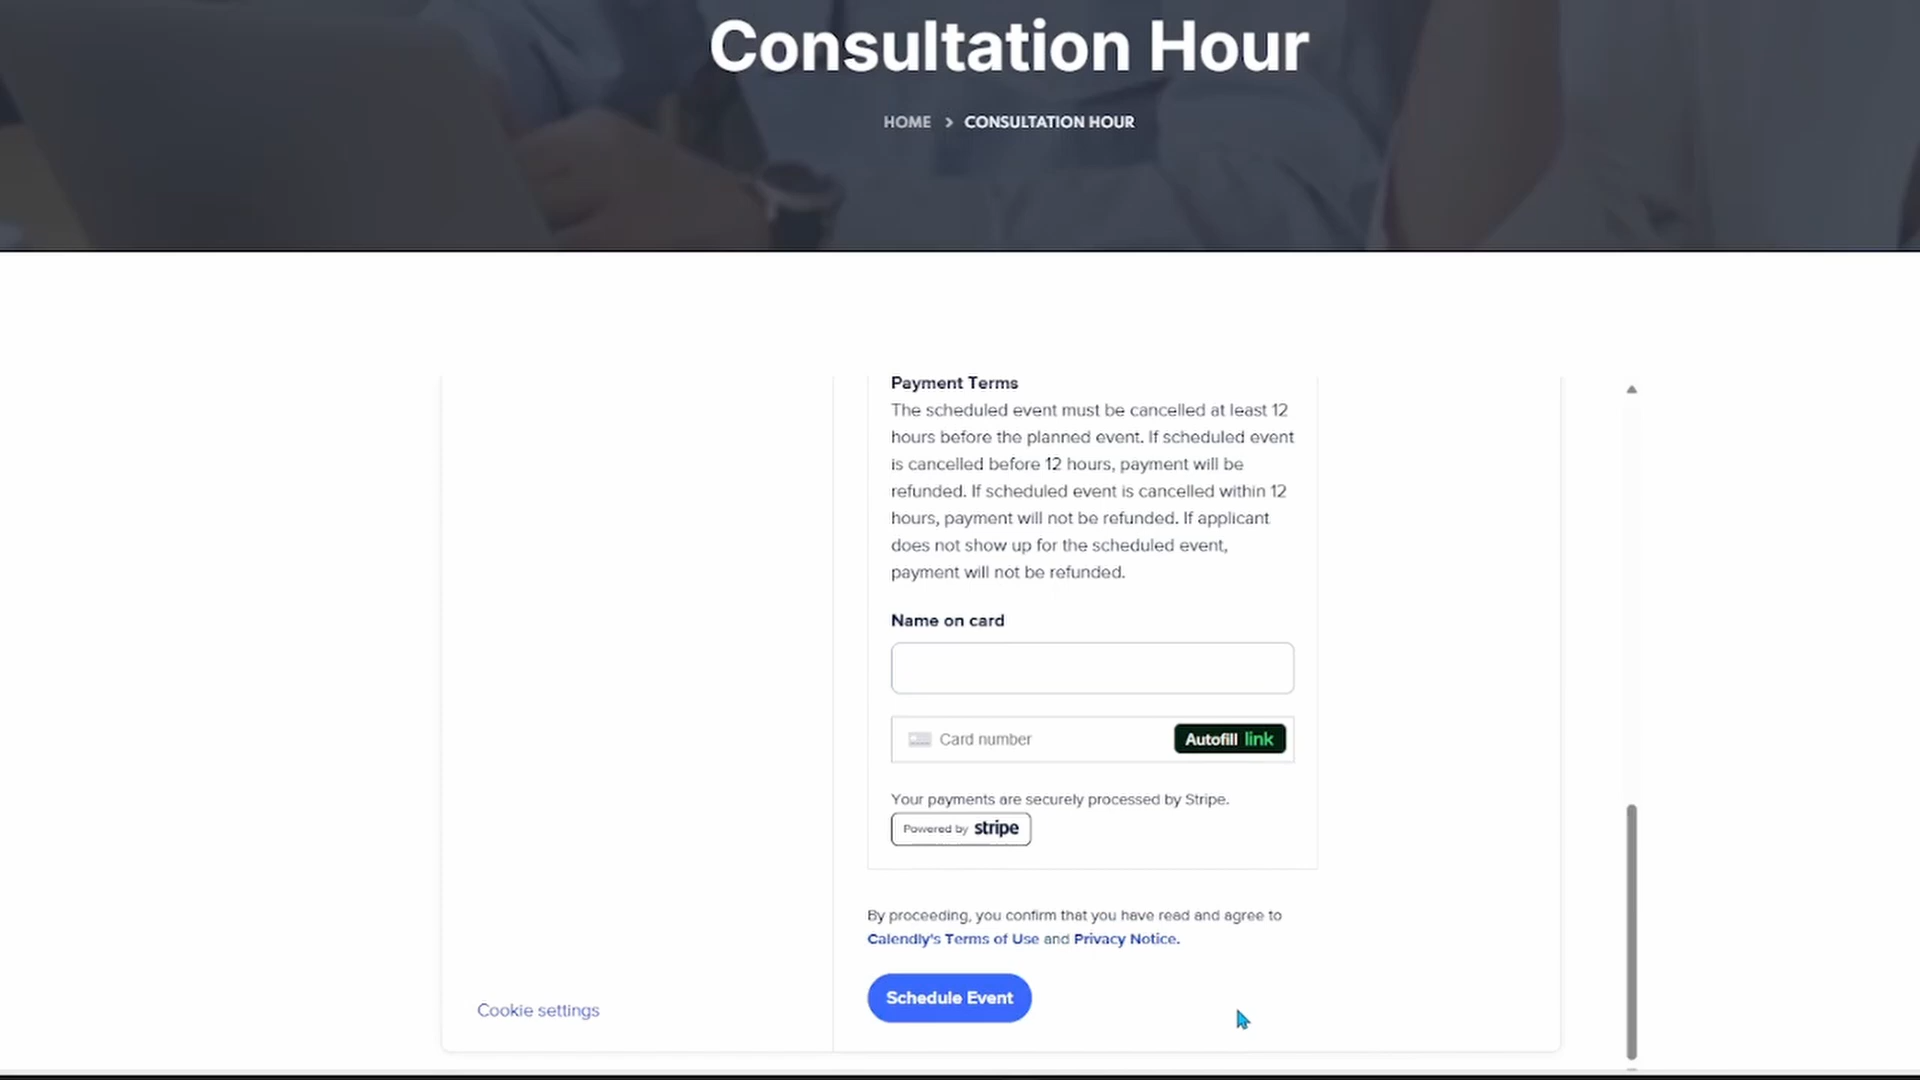 Consultation Hour
HOME > CONSULTATION HOUR
Payment Terms
The scheduled event must be cancelled at least 12
hours before the planned event. If scheduled event
is cancelled before 12 hours, payment will be
refunded. If scheduled event is cancelled within 12
hours, payment will not be refunded. If applicant
does not show up for the scheduled event,
payment will not be refunded.
Name on card
Card number
Autofill link
Your payments are securely processed by Stripe.
Powered by stripe
By proceeding, you confirm that you have read and agree to
Calendly's Terms of Use and Privacy Notice.
Schedule Event
Cookie settings